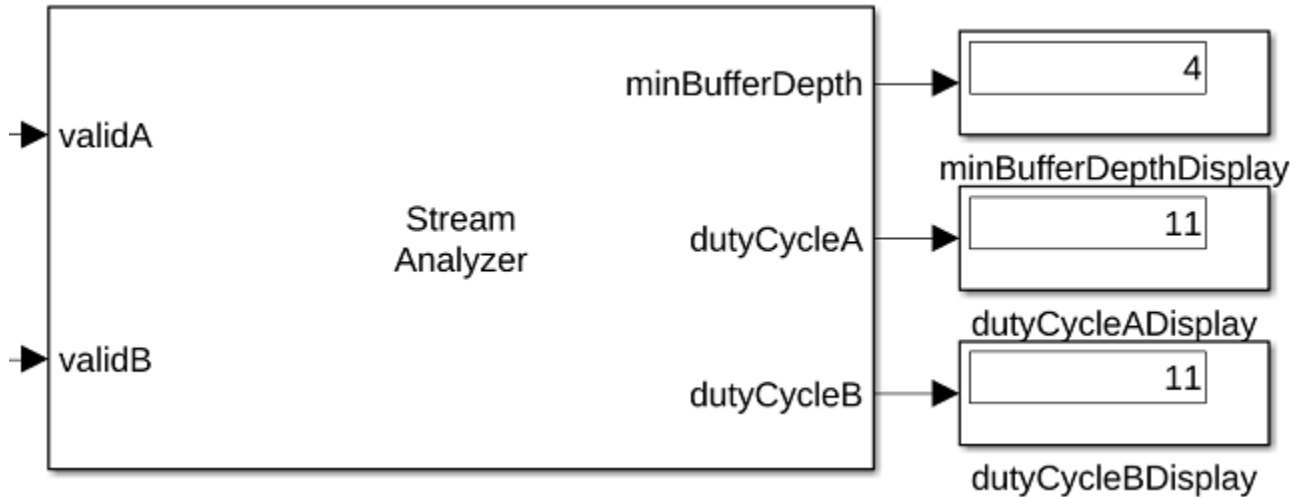 minBufferDepth
4
validA
minBufferDepthDisplay
Stream
Analyzer
dutyCycleA
11
dutyCycleADisplay
validB
dutyCycleB
11
dutyCycleBDisplay